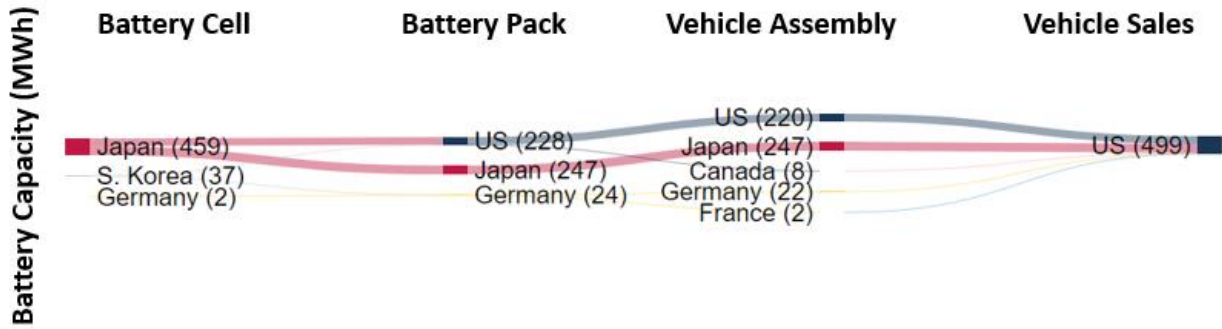 Battery Capacity (MWh)
Battery Cell
Battery Pack
Vehicle Assembly
Vehicle Sales
Japan (459)
S. Korea (37)
Germany (2)
US (228)
Japan (247)
Germany (24)
US (220)
Japan (247)
Canada (8)
Germany (22)
France (2)
US (499)